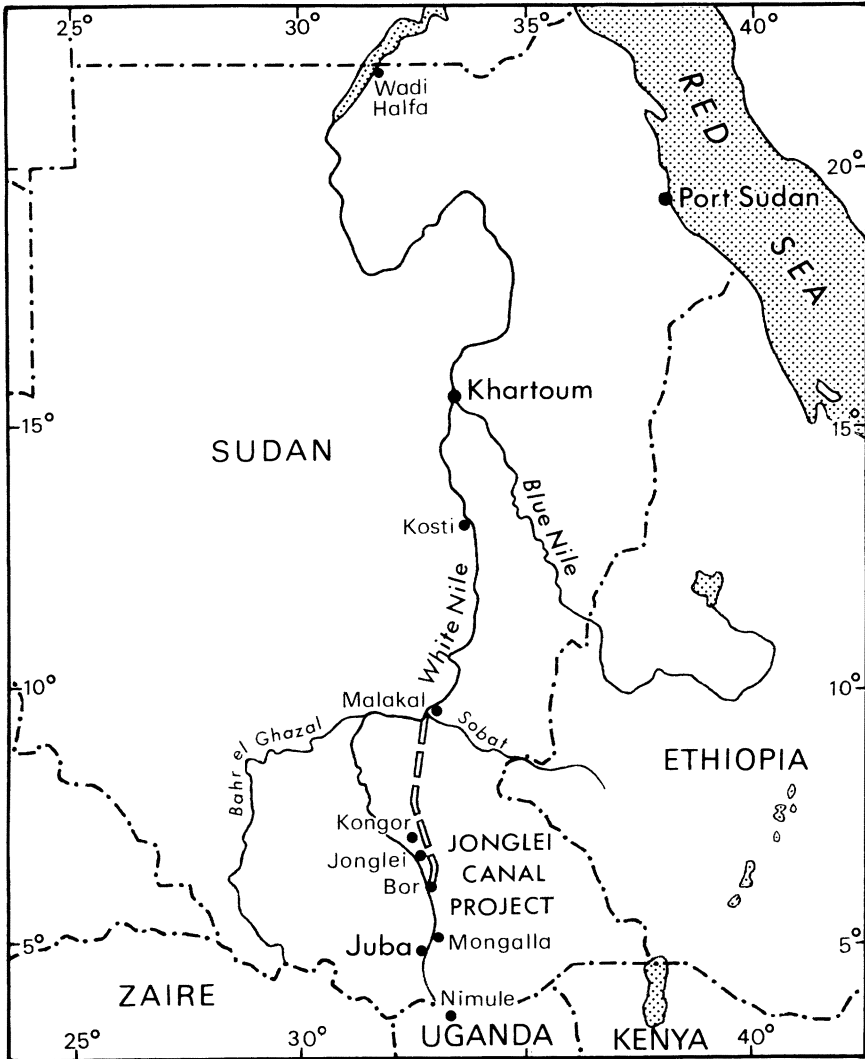 25°
30°
35°
40°
Wadi
Halfa
RED
SEA
20°
Port Sudan
Khartoum
15°
15°
SUDAN
Blue Nile
Kosti
White Nile
10°
10°
Malakal
Sobat
Bahr el Ghazal
ETHIOPIA
Kongor
JONGLEI
CANAL
PROJECT
Jonglei
Bor
5°
5°
Juba
Mongalla
ZAIRE
Nimule
UGANDA
KENYA
25°
30°
40°